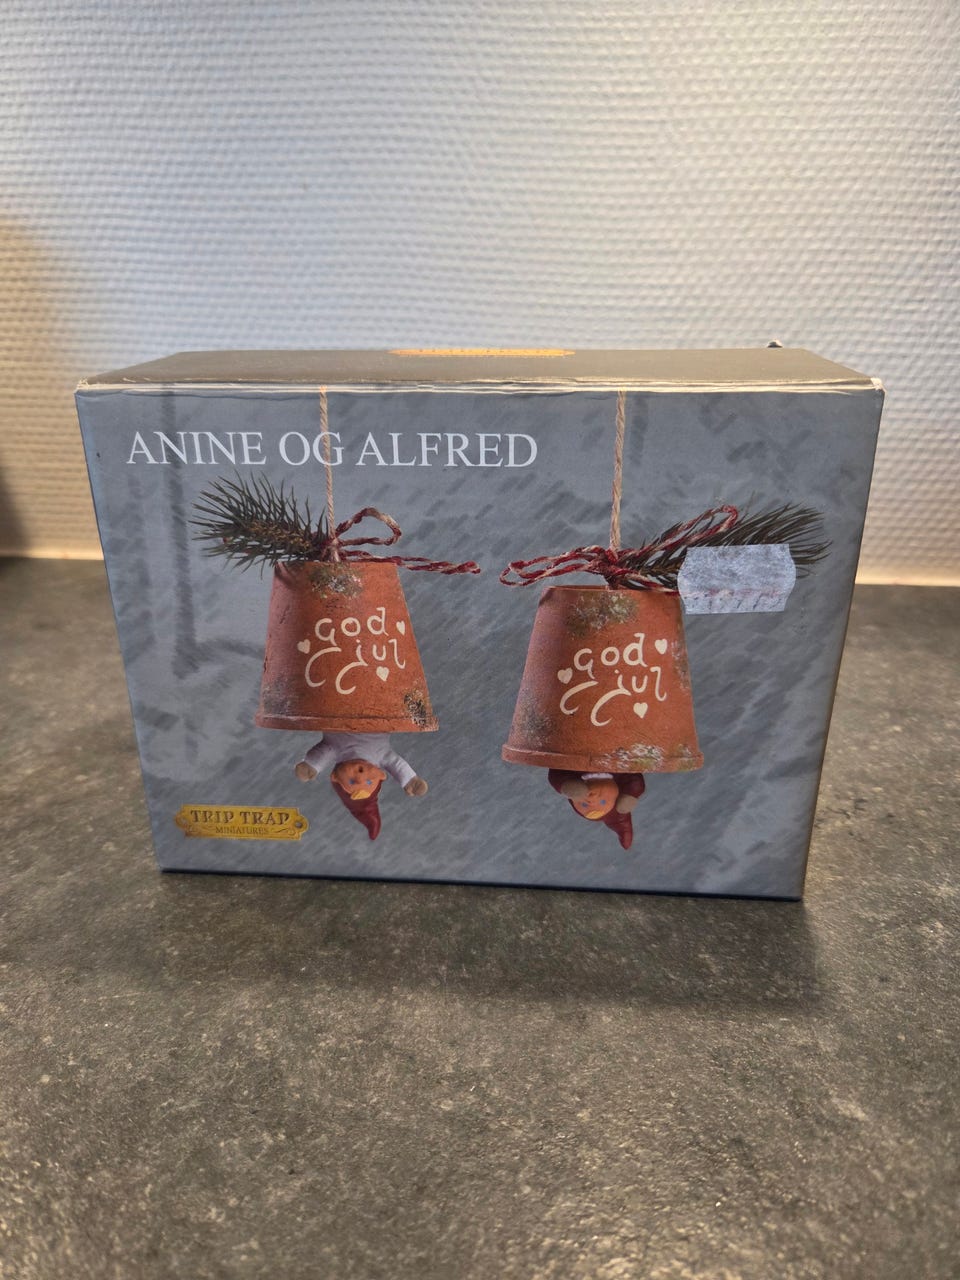 ANINE OG ALFRED
God
jul
God
jul
TRIP TRAP
MINIATURES